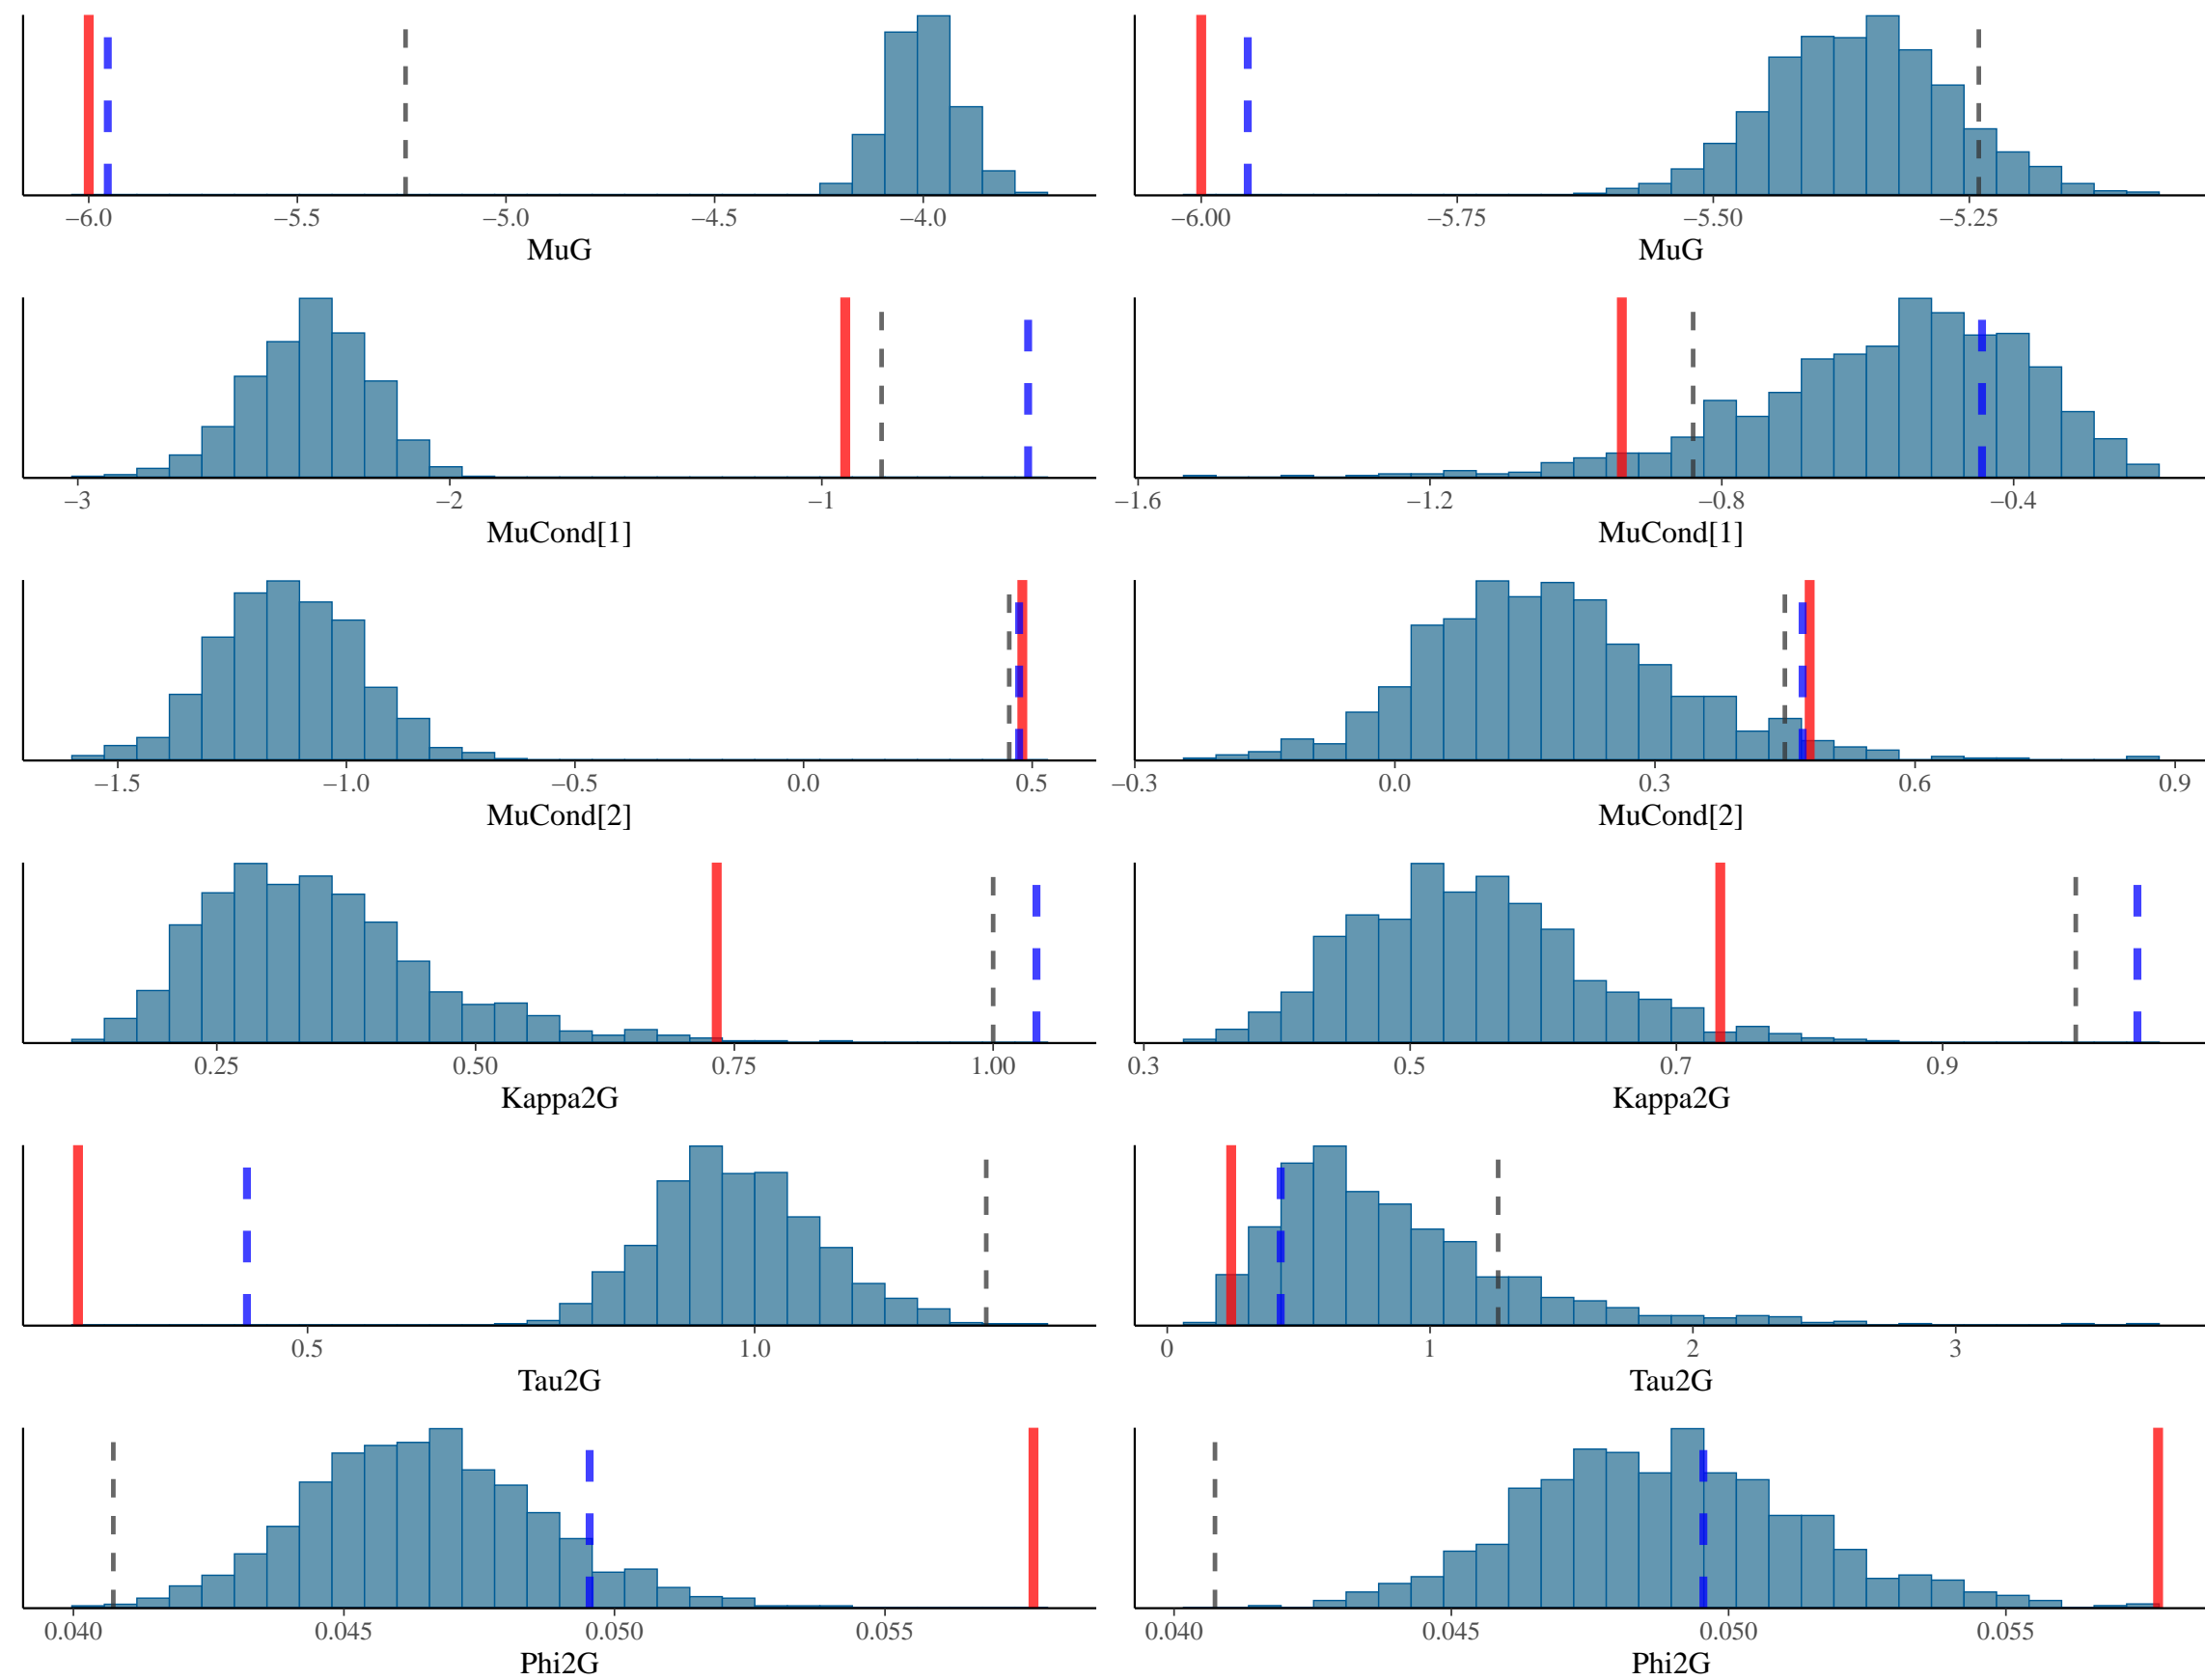 −6.0 −5.5 −5.0 −4.5 −4.0
MuG
−6.00 −5.75 −5.50 −5.25
MuG
−3 −2 −1
MuCond[1]
−1.6 −1.2 −0.8 −0.4
MuCond[1]
−1.5 −1.0 −0.5 0.0 0.5
MuCond[2]
−0.3 0.0 0.3 0.6 0.9
MuCond[2]
0.25 0.50 0.75 1.00
Kappa2G
0.3 0.5 0.7 0.9
Kappa2G
0.5 1.0
Tau2G
0 1 2 3
Tau2G
0.040 0.045 0.050 0.055
Phi2G
0.040 0.045 0.050 0.055
Phi2G